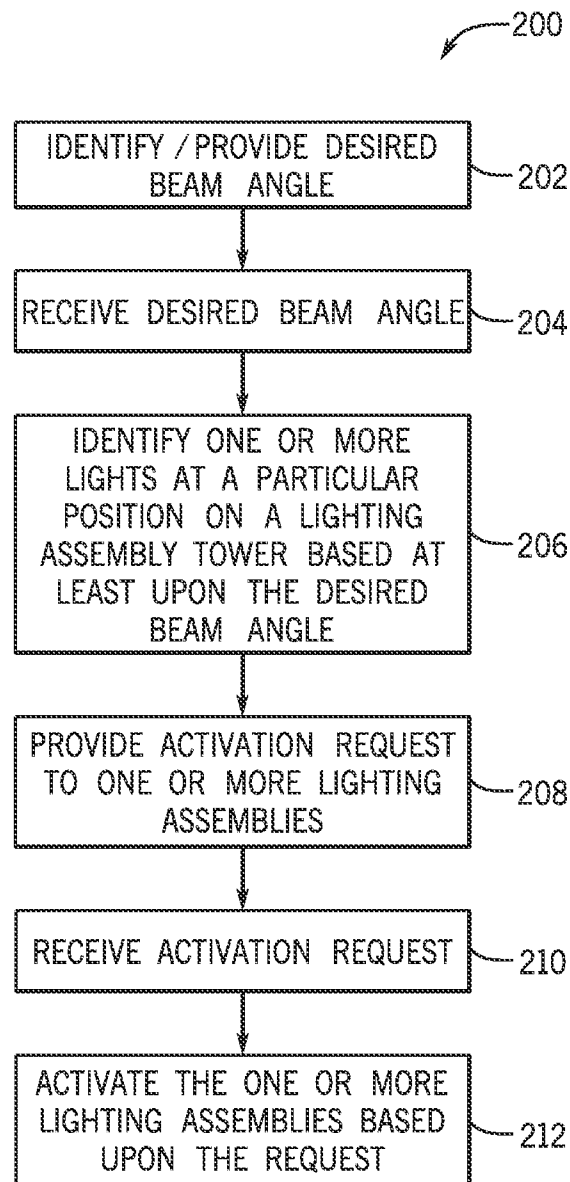 200
IDENTIFY / PROVIDE DESIRED
BEAM ANGLE
202
RECEIVE DESIRED BEAM ANGLE
204
IDENTIFY ONE OR MORE
LIGHTS AT A PARTICULAR
POSITION ON A LIGHTING
ASSEMBLY TOWER BASED AT
LEAST UPON THE DESIRED
BEAM ANGLE
206
PROVIDE ACTIVATION REQUEST
TO ONE OR MORE LIGHTING
ASSEMBLIES
208
RECEIVE ACTIVATION REQUEST
210
ACTIVATE THE ONE OR MORE
LIGHTING ASSEMBLIES BASED
UPON THE REQUEST
212